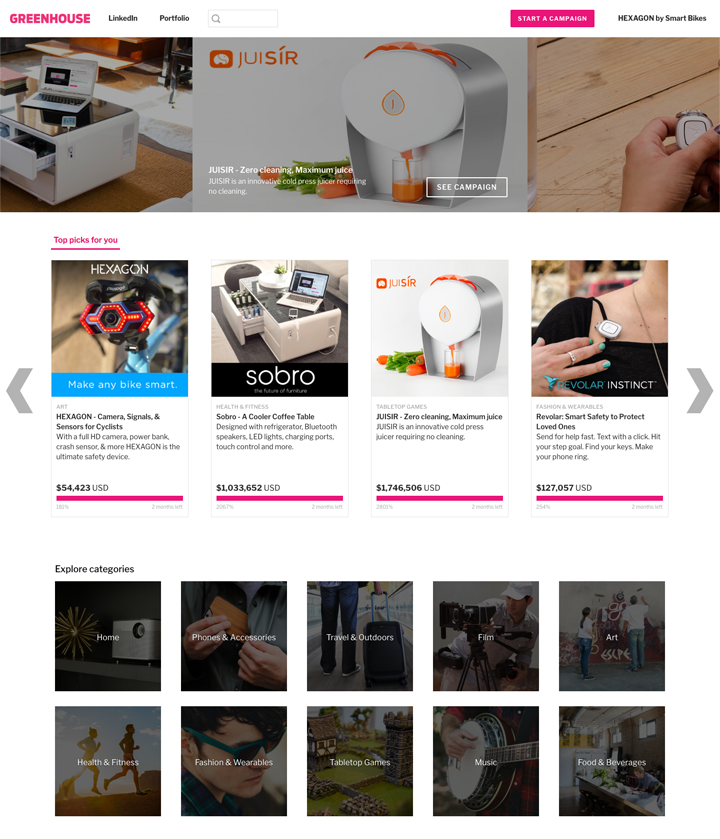 GREENHOUSE
LinkedIn
Portfolio
START A CAMPAIGN
HEXAGON by Smart Bikes
JUISÍR
JUISIR - Zero cleaning, Maximum juice
JUISIR is an innovative cold press juicer requiring
no cleaning.
SEE CAMPAIGN
Top picks for you
HEXAGON
Make any bike smart.
ART
HEXAGON - Camera, Signals, &
Sensors for Cyclists
With a full HD camera, power bank,
crash sensor, & more HEXAGON is the
ultimate safety device.
$54,423 USD
181%
2 months left
sobro
the future of furniture
HEALTH & FITNESS
Sobro - A Cooler Coffee Table
Designed with refrigerator, Bluetooth
speakers, LED lights, charging ports,
touch control and more.
$1,033,652 USD
2067%
2 months left
JUISÍR
TABLETOP GAMES
JUISIR - Zero cleaning, Maximum juice
JUISIR is an innovative cold press
juicer requiring no cleaning.
$1,746,506 USD
2801%
2 months left
REVOLAR INSTINCT
FASHION & WEARABLES
Revolar: Smart Safety to Protect
Loved Ones
Send for help fast. Text with a click. Hit
your step goal. Find your keys. Make
your phone ring.
$127,057 USD
254%
2 months left
Explore categories
Home
Phones & Accessories
Travel & Outdoors
Film
Art
Health & Fitness
Fashion & Wearables
Tabletop Games
Music
Food & Beverages